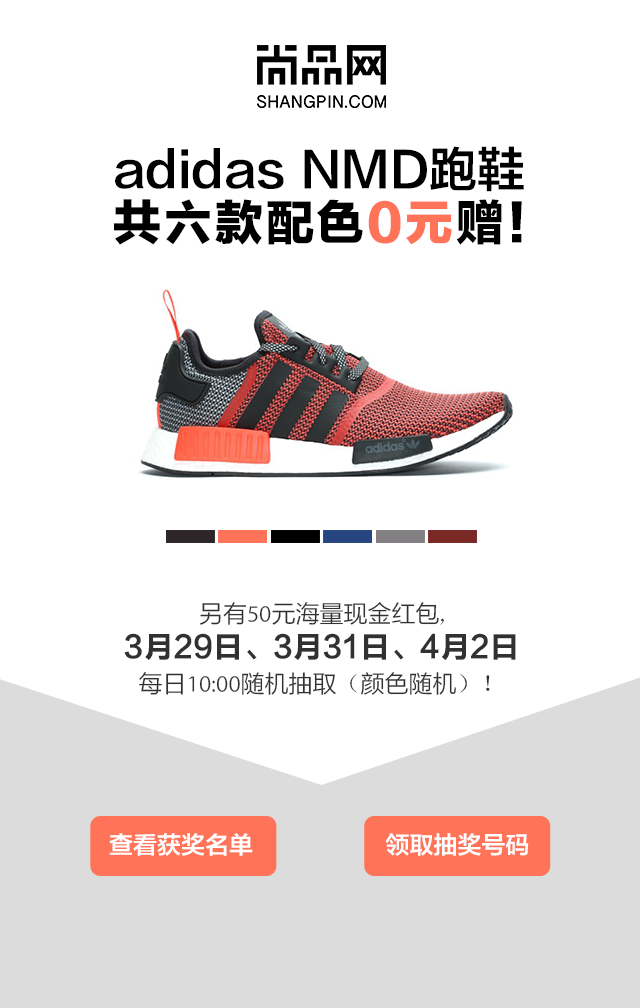 尚品网
SHANGPIN.COM
adidas NMD跑鞋
共六款配色0元赠!
adidas
另有50元海量现金红包,
3月29日、3月31日、4月2日
每日10:00随机抽取（颜色随机）！
查看获奖名单
领取抽奖号码